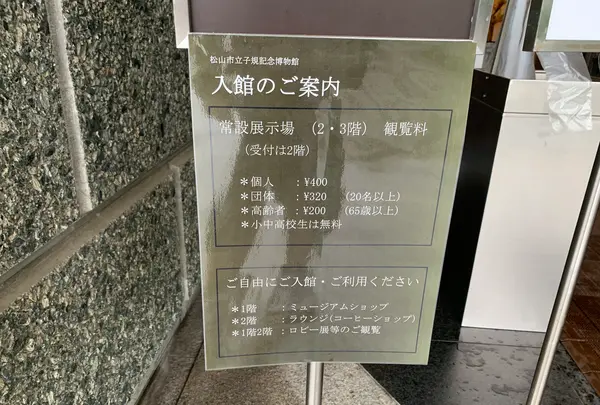 松山市立子規記念博物館
入館のご案内
常設展示場 (2・3階) 観覧料
(受付は2階)
＊個人 : ¥400
＊団体 : ¥320 (20名以上)
＊高齢者 : ¥200 (65歳以上)
＊小中高校生は無料
ご自由にご入館・ご利用ください
＊1階 : ミュージアムショップ
＊2階 : ラウンジ(コーヒーショップ)
＊1階2階 : ロビー展等のご観覧